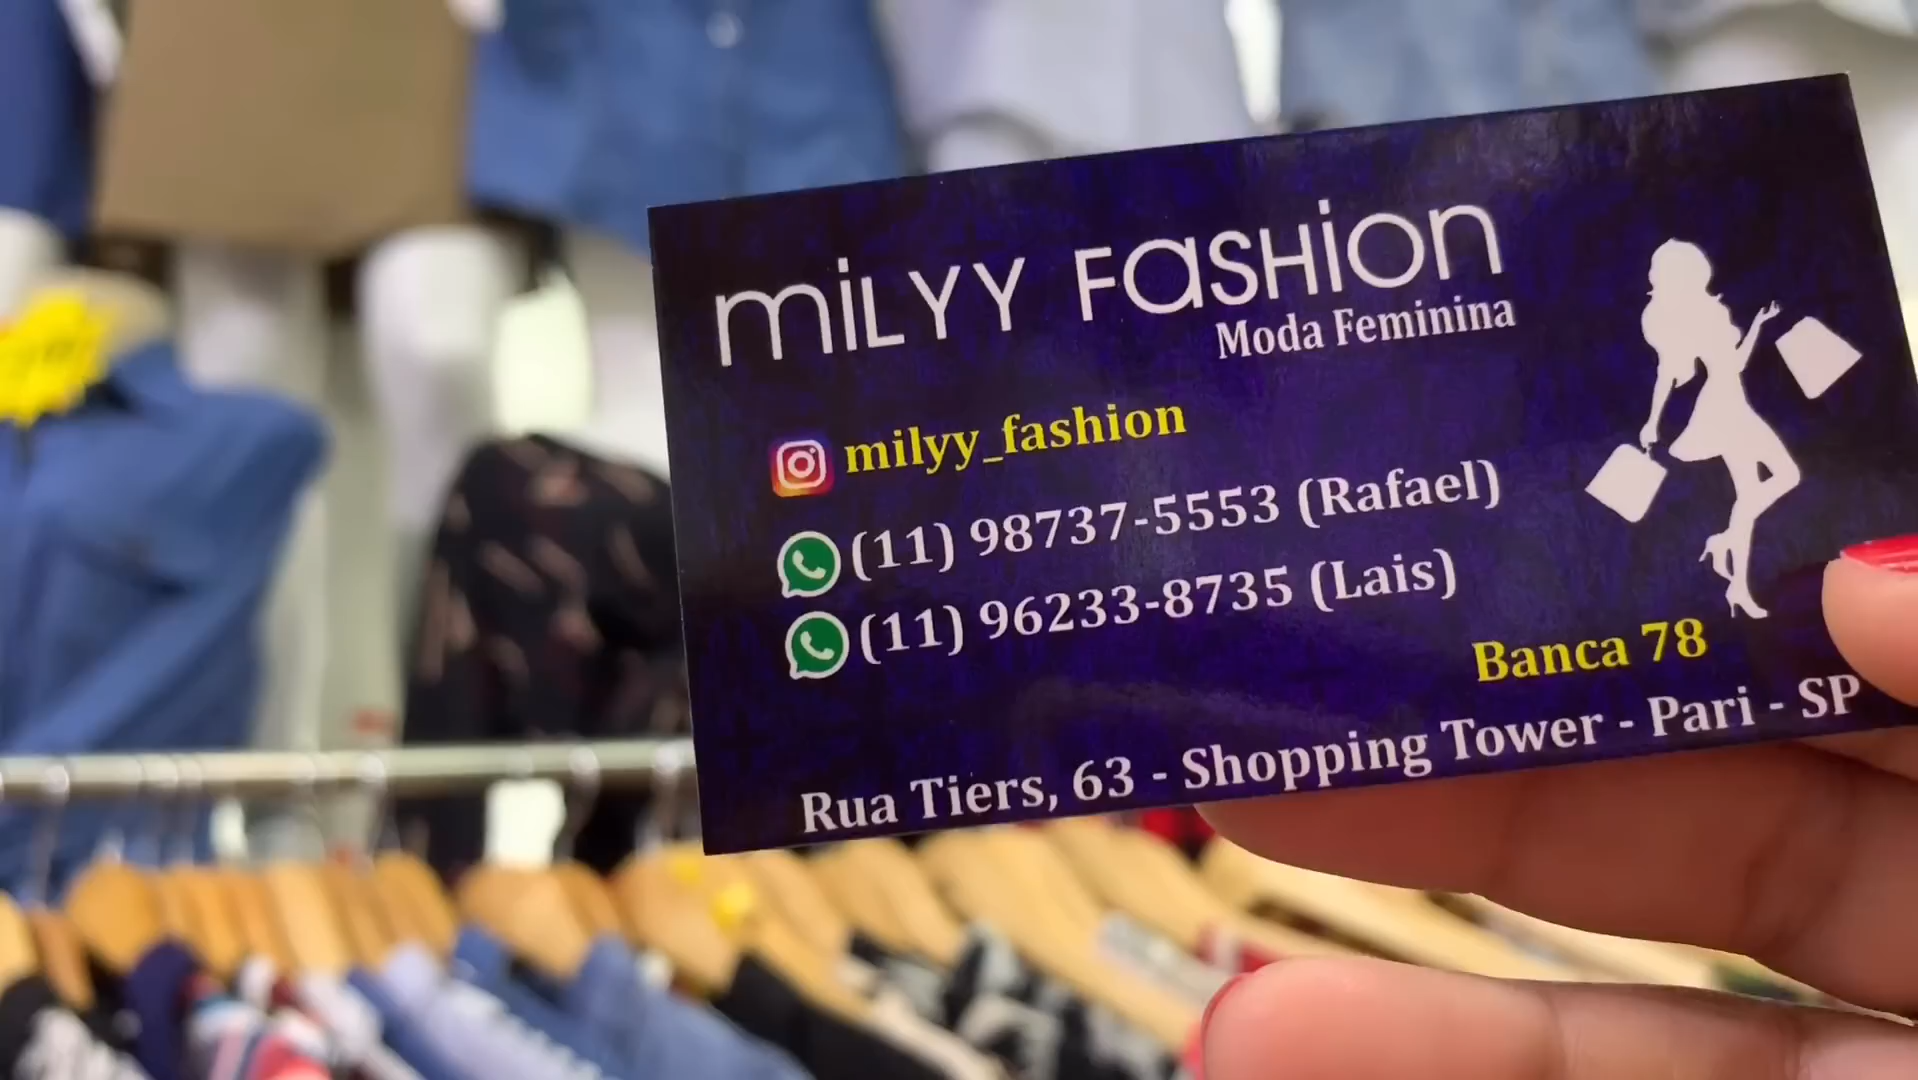 miLYY FasHion
Moda Feminina
milyy_fashion
(11) 98737-5553 (Rafael)
(11) 96233-8735 (Lais)
Banca 78
Rua Tiers, 63 - Shopping Tower - Pari - SP